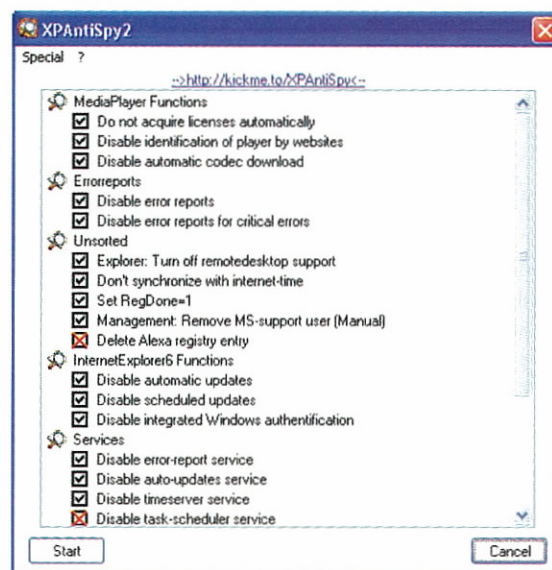 XPAntiSpy2
Special ?
-->http://kickme.to/XPAntiSpy<--
MediaPlayer Functions
Do not acquire licenses automatically
Disable identification of player by websites
Disable automatic codec download
Errorreports
Disable error reports
Disable error reports for critical errors
Unsorted
Explorer: Turn off remotedesktop support
Don't synchronize with internet-time
Set RegDone=1
Management: Remove MS-support user (Manual)
Delete Alexa registry entry
InternetExplorer6 Functions
Disable automatic updates
Disable scheduled updates
Disable integrated Windows authentification
Services
Disable error-report service
Disable auto-updates service
Disable timeserver service
Disable task-scheduler service
Start Cancel